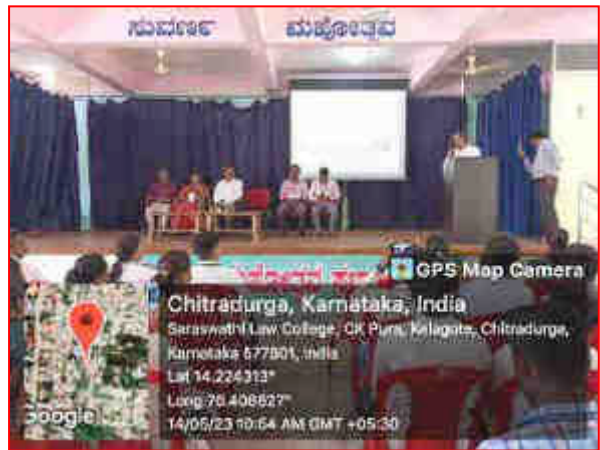 ಸುವರ್ಣ ಮಹೋತ್ಸವ
GPS Map Camera
Chitradurga, Karnataka, India
Saraswathi Law College, CK Pura, Kelagote, Chitradurga,
Karnataka 577501, India
Lat 14.224313°
Long 76.408627°
14/06/23 10:54 AM GMT +05:30
Google